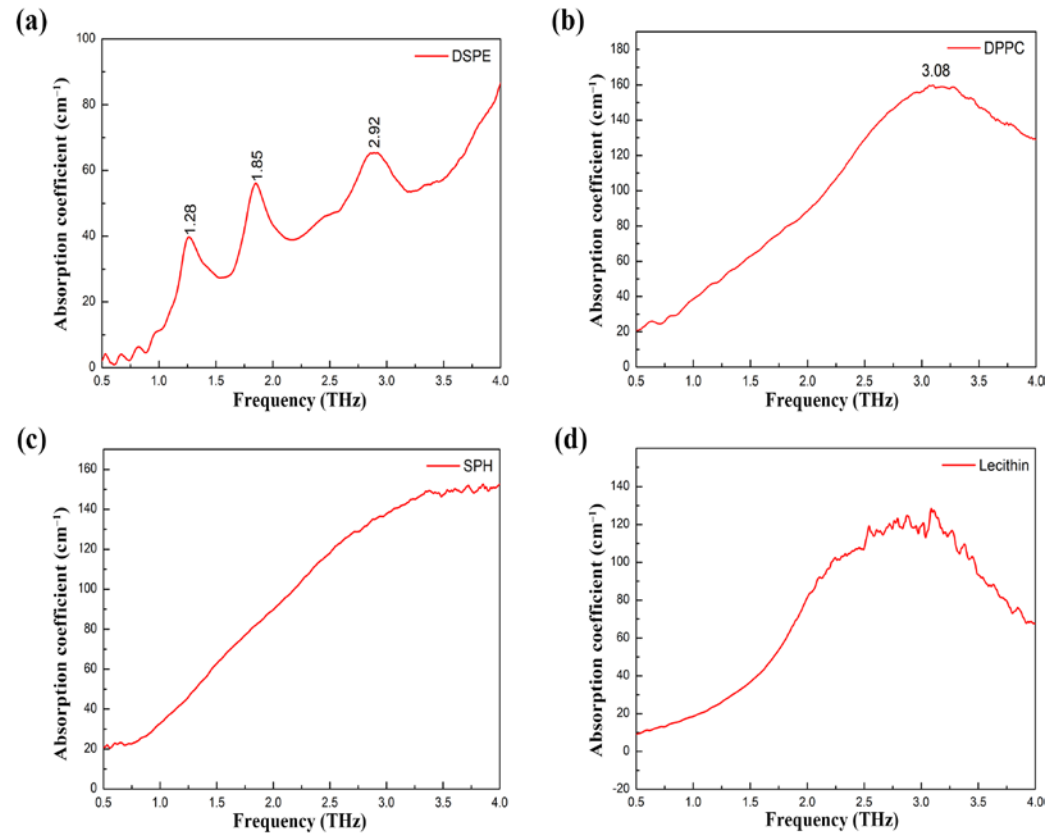 (a)
DSPE
100
80
60
40
20
0
1.28
1.85
2.92
0.5 1.0 1.5 2.0 2.5 3.0 3.5 4.0
Absorption coefficient (cm⁻¹)
Frequency (THz)
(b)
DPPC
180
160
140
120
100
80
60
40
20
0
3.08
0.5 1.0 1.5 2.0 2.5 3.0 3.5 4.0
Absorption coefficient (cm⁻¹)
Frequency (THz)
(c)
SPH
160
140
120
100
80
60
40
20
0
0.5 1.0 1.5 2.0 2.5 3.0 3.5 4.0
Absorption coefficient (cm⁻¹)
Frequency (THz)
(d)
Lecithin
140
120
100
80
60
40
20
0
-20
0.5 1.0 1.5 2.0 2.5 3.0 3.5 4.0
Absorption coefficient (cm⁻¹)
Frequency (THz)